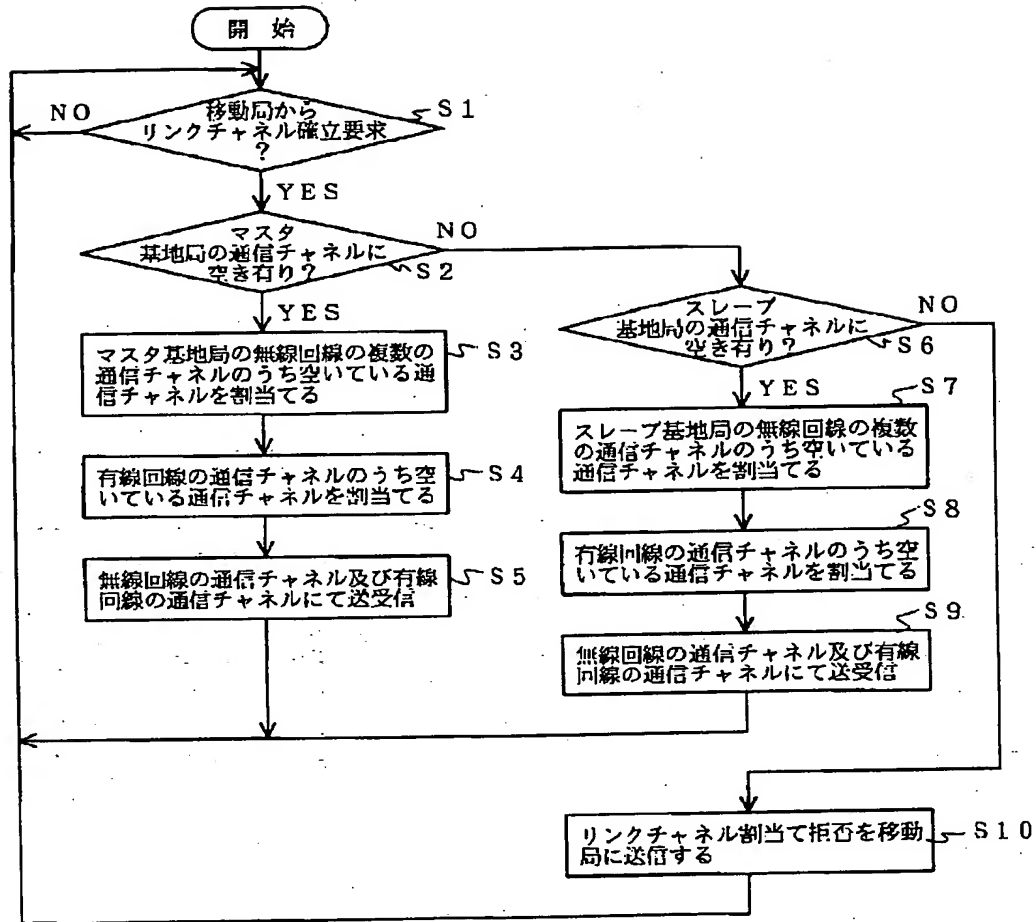 開 始
移動局から
リンクチャネル確立要求
?
S1
NO
YES
マスタ
基地局の通信チャネルに
空き有り?
S2
NO
YES
マスタ基地局の無線回線の複数の
通信チャネルのうち空いている通
信チャネルを割当てる
S3
有線回線の通信チャネルのうち空
いている通信チャネルを割当てる
S4
無線回線の通信チャネル及び有線
回線の通信チャネルにて送受信
S5
スレーブ
基地局の通信チャネルに
空き有り?
S6
NO
YES
S7
スレーブ基地局の無線回線の複数
の通信チャネルのうち空いている
通信チャネルを割当てる
S8
有線回線の通信チャネルのうち空
いている通信チャネルを割当てる
S9
無線回線の通信チャネル及び有線
回線の通信チャネルにて送受信
リンクチャネル割当て拒否を移動
局に送信する
S10